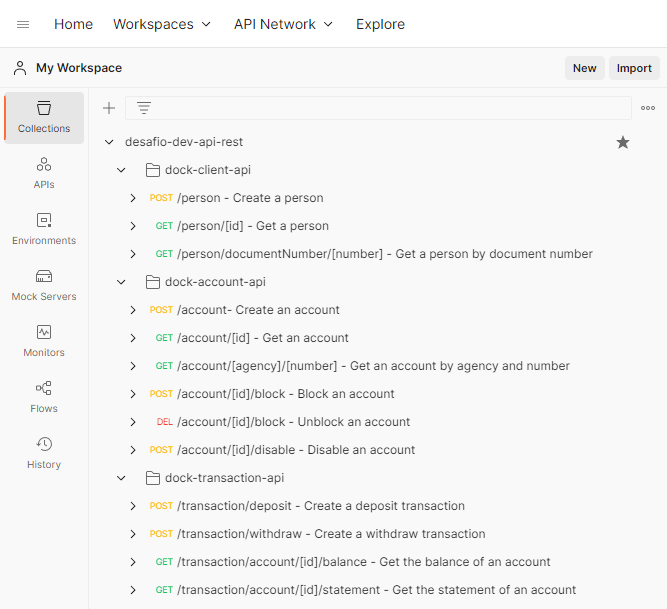 Home Workspaces API Network Explore
My Workspace New Import
Collections
APIs
Environments
Mock Servers
Monitors
Flows
History
desafio-dev-api-rest
dock-client-api
POST /person - Create a person
GET /person/[id] - Get a person
GET /person/documentNumber/[number] - Get a person by document number
dock-account-api
POST /account- Create an account
GET /account/[id] - Get an account
GET /account/[agency]/[number] - Get an account by agency and number
POST /account/[id]/block - Block an account
DEL /account/[id]/block - Unblock an account
POST /account/[id]/disable - Disable an account
dock-transaction-api
POST /transaction/deposit - Create a deposit transaction
POST /transaction/withdraw - Create a withdraw transaction
GET /transaction/account/[id]/balance - Get the balance of an account
GET /transaction/account/[id]/statement - Get the statement of an account